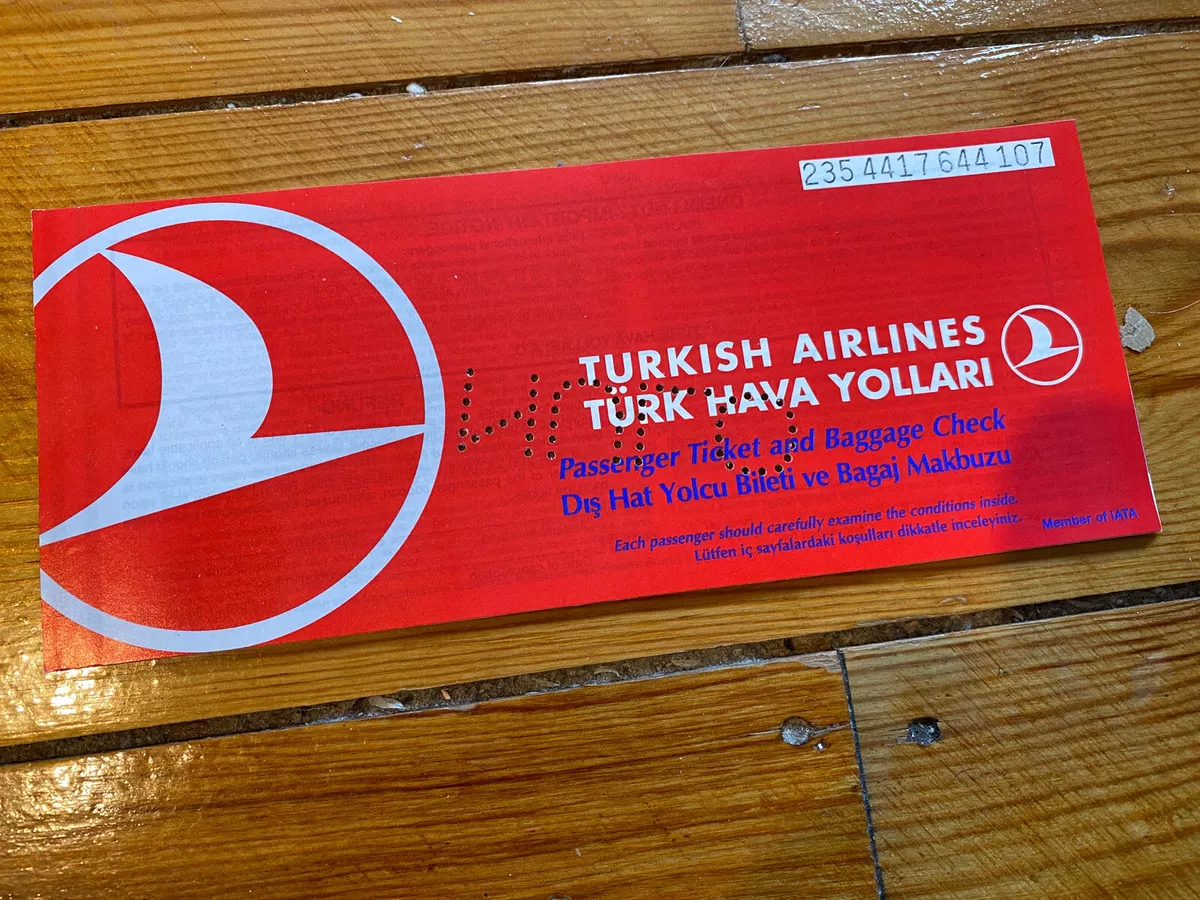 235 4417 644 107
TURKISH AIRLINES
TÜRK HAVA YOLLARI
Passenger Ticket and Baggage Check
Dış Hat Yolcu Bileti ve Bagaj Makbuzu
Each passenger should carefully examine the conditions inside.
Lütfen iç sayfalardaki koşulları dikkatle inceleyiniz.
Member of IATA